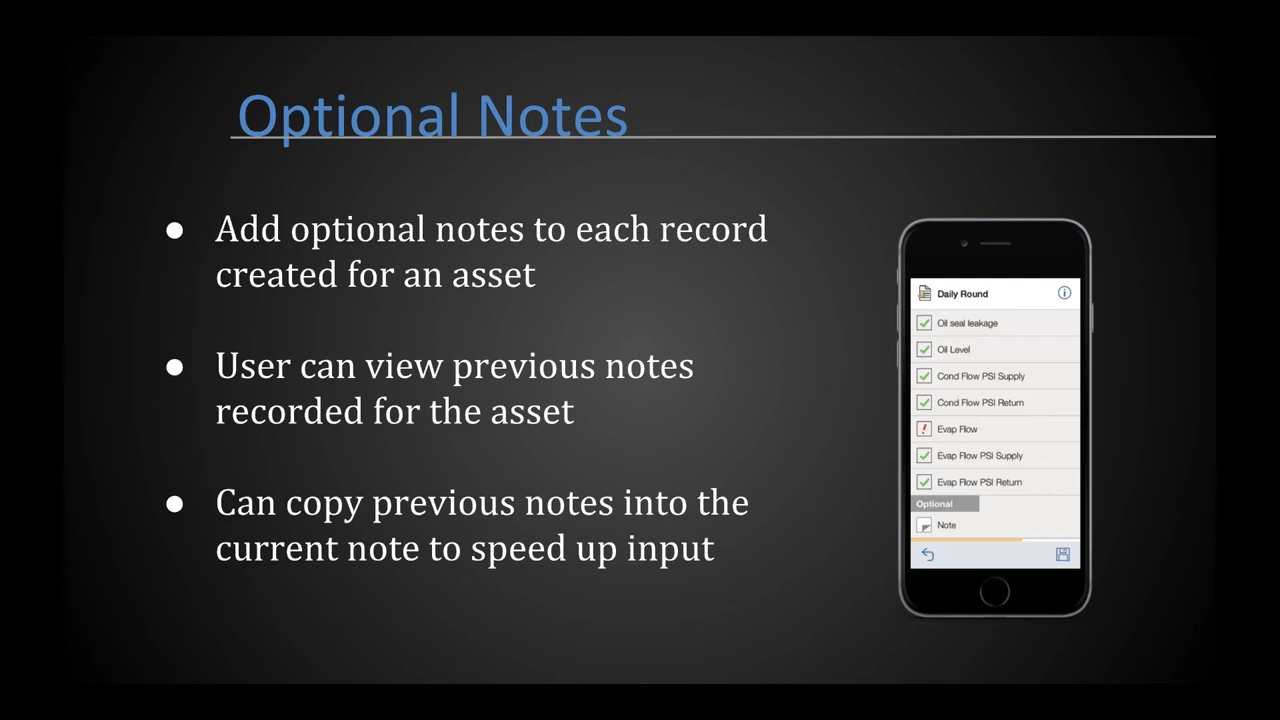 Optional Notes
● Add optional notes to each record
created for an asset
● User can view previous notes
recorded for the asset
● Can copy previous notes into the
current note to speed up input
Daily Round
Oil seal leakage
Oil Level
Cond Flow PSI Supply
Cond Flow PSI Return
Evap Flow
Evap Flow PSI Supply
Evap Flow PSI Return
Optional
Note